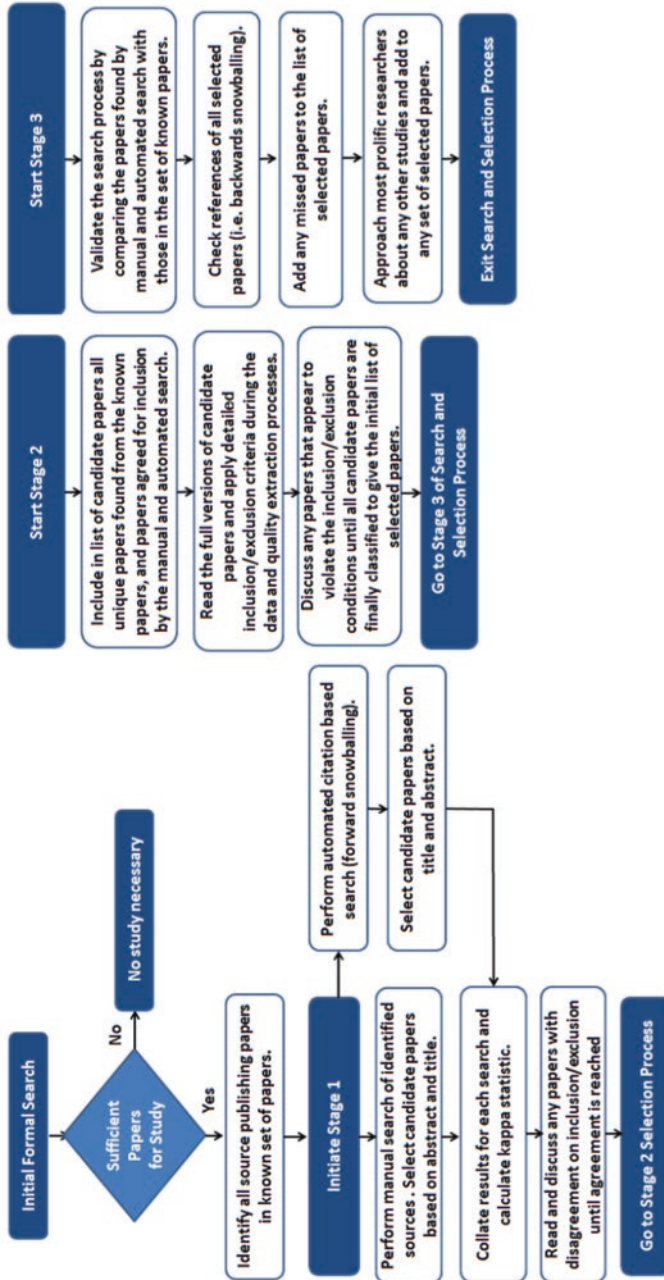 Initial Formal Search
Sufficient
Papers
for Study
No
No study necessary
Yes
Identify all source publishing papers
in known set of papers.
Initiate Stage 1
Perform manual search of identified
sources . Select candidate papers
based on abstract and title.
Perform automated citation based
search (forward snowballing).
Select candidate papers based on
title and abstract.
Collate results for each search and
calculate kappa statistic.
Read and discuss any papers with
disagreement on inclusion/exclusion
until agreement is reached
Go to Stage 2 Selection Process
Start Stage 2
Include in list of candidate papers all
unique papers found from the known
papers, and papers agreed for inclusion
by the manual and automated search.
Read the full versions of candidate
papers and apply detailed
inclusion/exclusion criteria during the
data and quality extraction processes.
Discuss any papers that appear to
violate the inclusion/exclusion
conditions until all candidate papers are
finally classified to give the initial list of
selected papers.
Go to Stage 3 of Search and
Selection Process
Start Stage 3
Validate the search process by
comparing the papers found by
manual and automated search with
those in the set of known papers.
Check references of all selected
papers (i.e. backwards snowballing).
Add any missed papers to the list of
selected papers.
Approach most prolific researchers
about any other studies and add to
any set of selected papers.
Exit Search and Selection Process